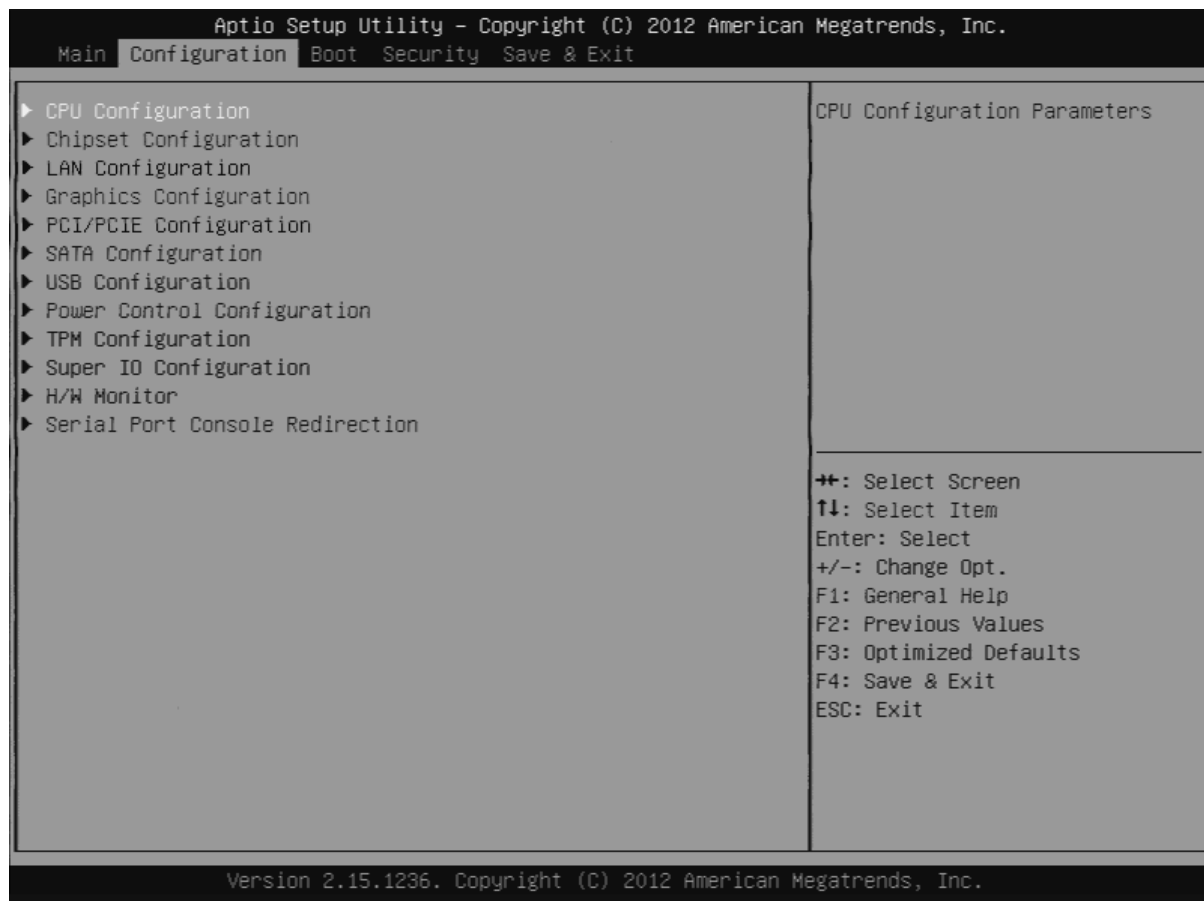 Aptio Setup Utility – Copyright (C) 2012 American Megatrends, Inc.
Main Configuration Boot Security Save & Exit
▶ CPU Configuration
▶ Chipset Configuration
▶ LAN Configuration
▶ Graphics Configuration
▶ PCI/PCIE Configuration
▶ SATA Configuration
▶ USB Configuration
▶ Power Control Configuration
▶ TPM Configuration
▶ Super IO Configuration
▶ H/W Monitor
▶ Serial Port Console Redirection
CPU Configuration Parameters
→←: Select Screen
↑↓: Select Item
Enter: Select
+/-: Change Opt.
F1: General Help
F2: Previous Values
F3: Optimized Defaults
F4: Save & Exit
ESC: Exit
Version 2.15.1236. Copyright (C) 2012 American Megatrends, Inc.